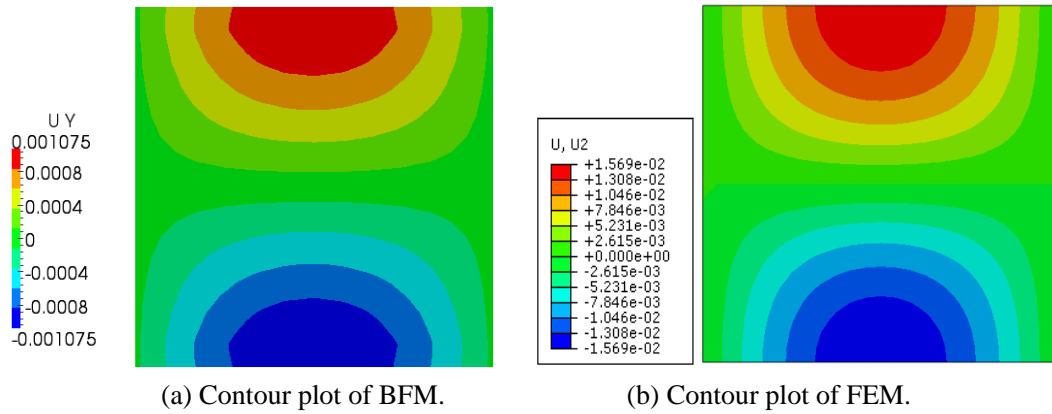 U Y
0.001075
0.0008
0.0004
0
-0.0004
-0.0008
-0.001075
U, U2
+1.569e-02
+1.308e-02
+1.046e-02
+7.846e-03
+5.231e-03
+2.615e-03
+0.000e+00
-2.615e-03
-5.231e-03
-7.846e-03
-1.046e-02
-1.308e-02
-1.569e-02
(a) Contour plot of BFM.
(b) Contour plot of FEM.